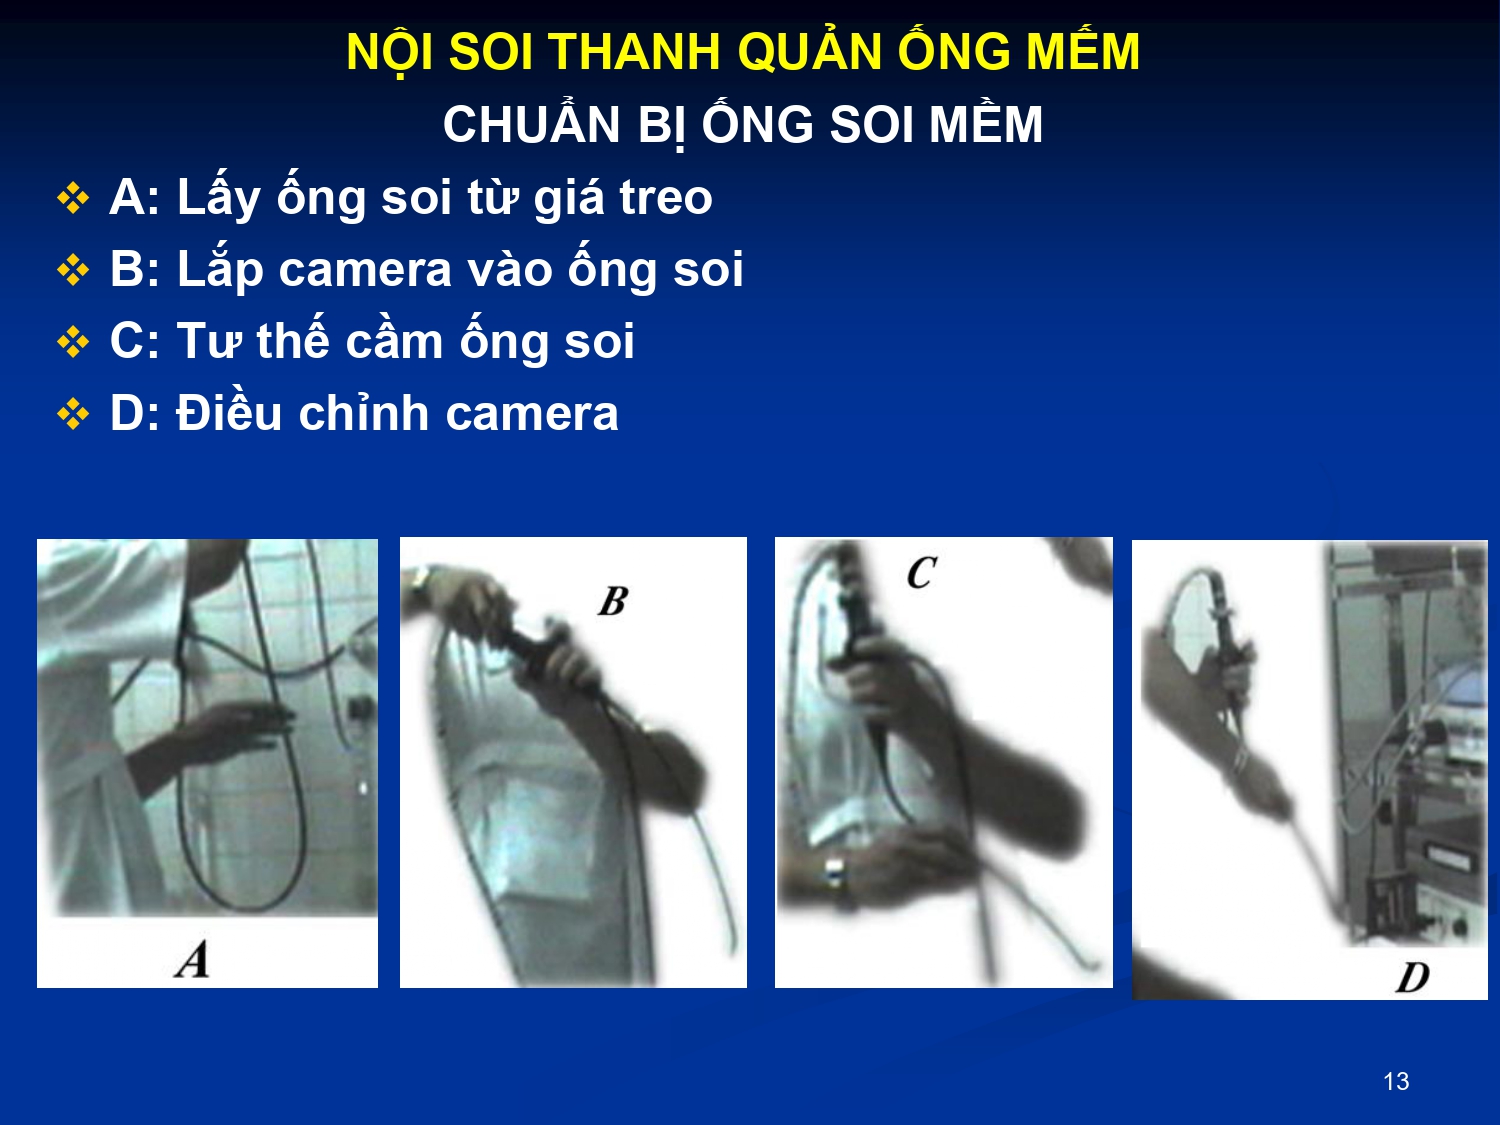 NỘI SOI THANH QUẢN ỐNG MẾM
CHUẨN BỊ ỐNG SOI MỀM
❖ A: Lấy ống soi từ giá treo
❖ B: Lắp camera vào ống soi
❖ C: Tư thế cầm ống soi
❖ D: Điều chỉnh camera
A
B
C
D
13